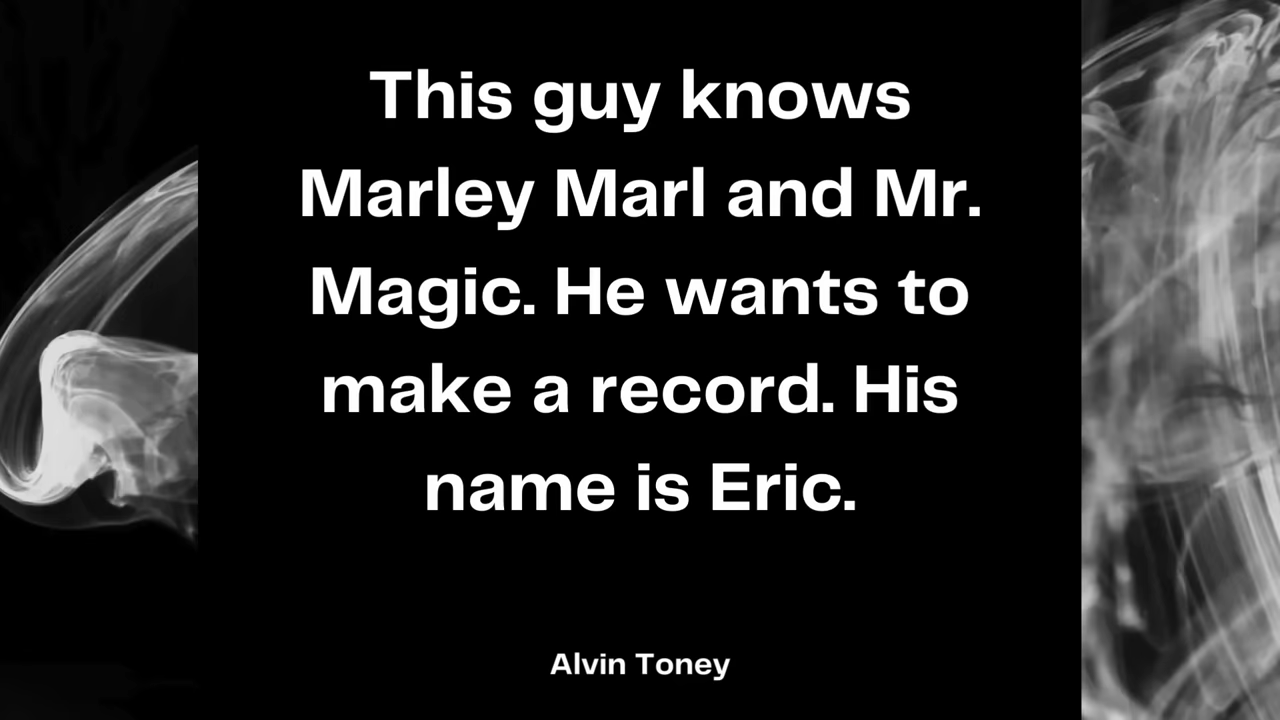 This guy knows
Marley Marl and Mr.
Magic. He wants to
make a record. His
name is Eric.
Alvin Toney